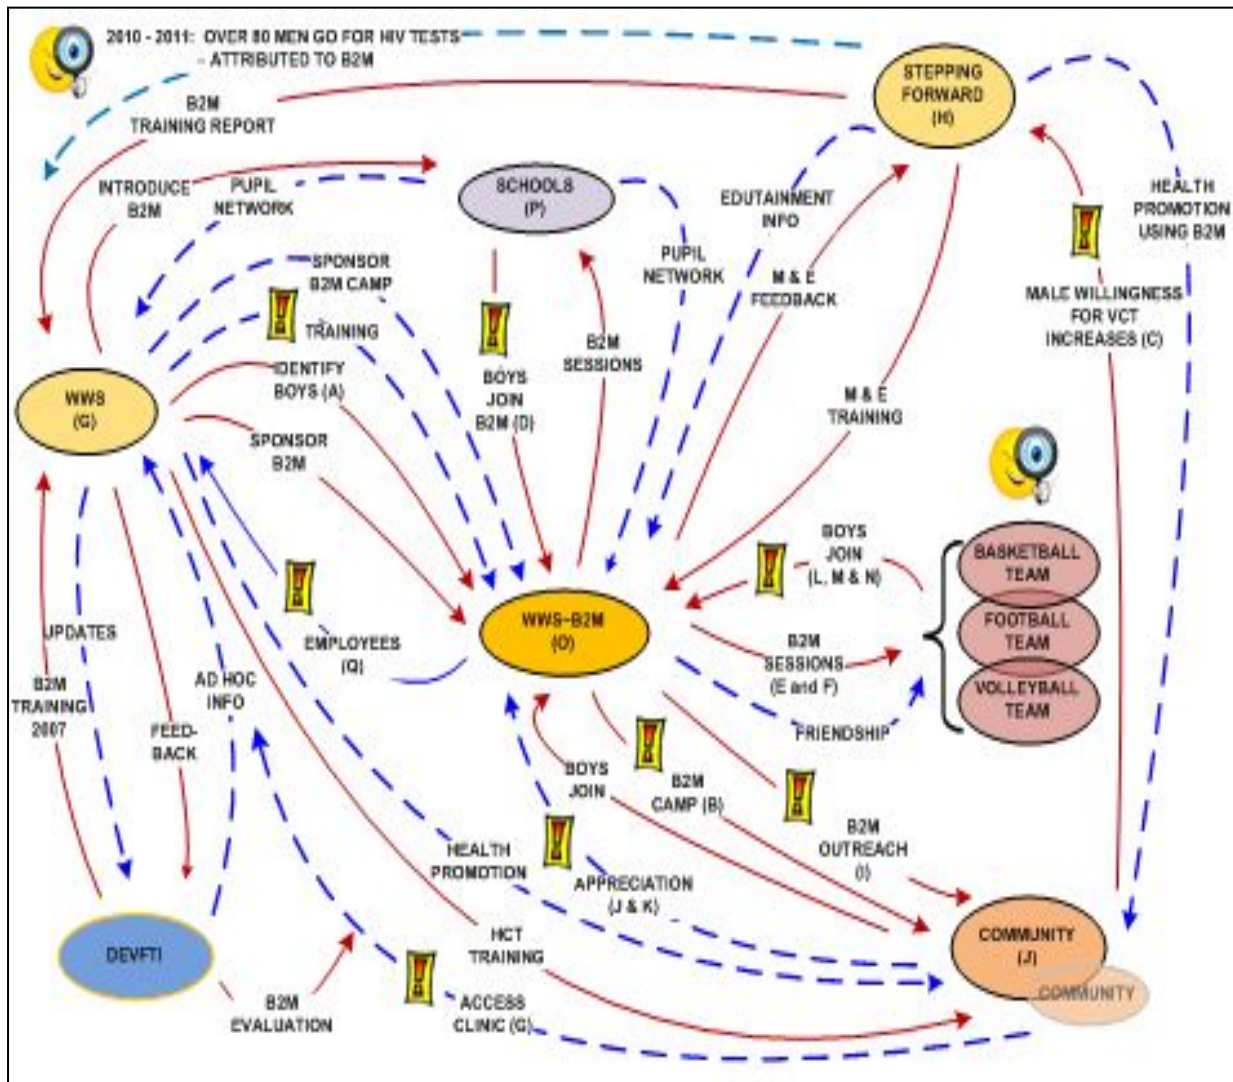 2010 - 2011: OVER 80 MEN GO FOR HIV TESTS
- ATTRIBUTED TO B2M
STEPPING
FORWARD
(H)
B2M
TRAINING REPORT
INTRODUCE
B2M
PUPIL
NETWORK
SCHOOLS
(P)
EDUTAINMENT
INFO
HEALTH
PROMOTION
USING B2M
SPONSOR
B2M CAMP
PUPIL
NETWORK
M & E
FEEDBACK
MALE WILLINGNESS
FOR VCT
INCREASES (C)
TRAINING
IDENTIFY
BOYS (A)
BOYS
JOIN
B2M (D)
B2M
SESSIONS
WWS
(G)
SPONSOR
B2M
M & E
TRAINING
BOYS
JOIN
(L, M & N)
BASKETBALL
TEAM
FOOTBALL
TEAM
VOLLEYBALL
TEAM
WWS-B2M
(O)
EMPLOYEES
(Q)
B2M
SESSIONS
(E and F)
FRIENDSHIP
UPDATES
B2M
TRAINING
2007
AD HOC
INFO
FEED-
BACK
BOYS
JOIN
B2M
CAMP (B)
B2M
OUTREACH
(I)
HEALTH
PROMOTION
APPRECIATION
(J & K)
DEVFTI
HCT
TRAINING
COMMUNITY
(J)
COMMUNITY
B2M
EVALUATION
ACCESS
CLINIC (G)